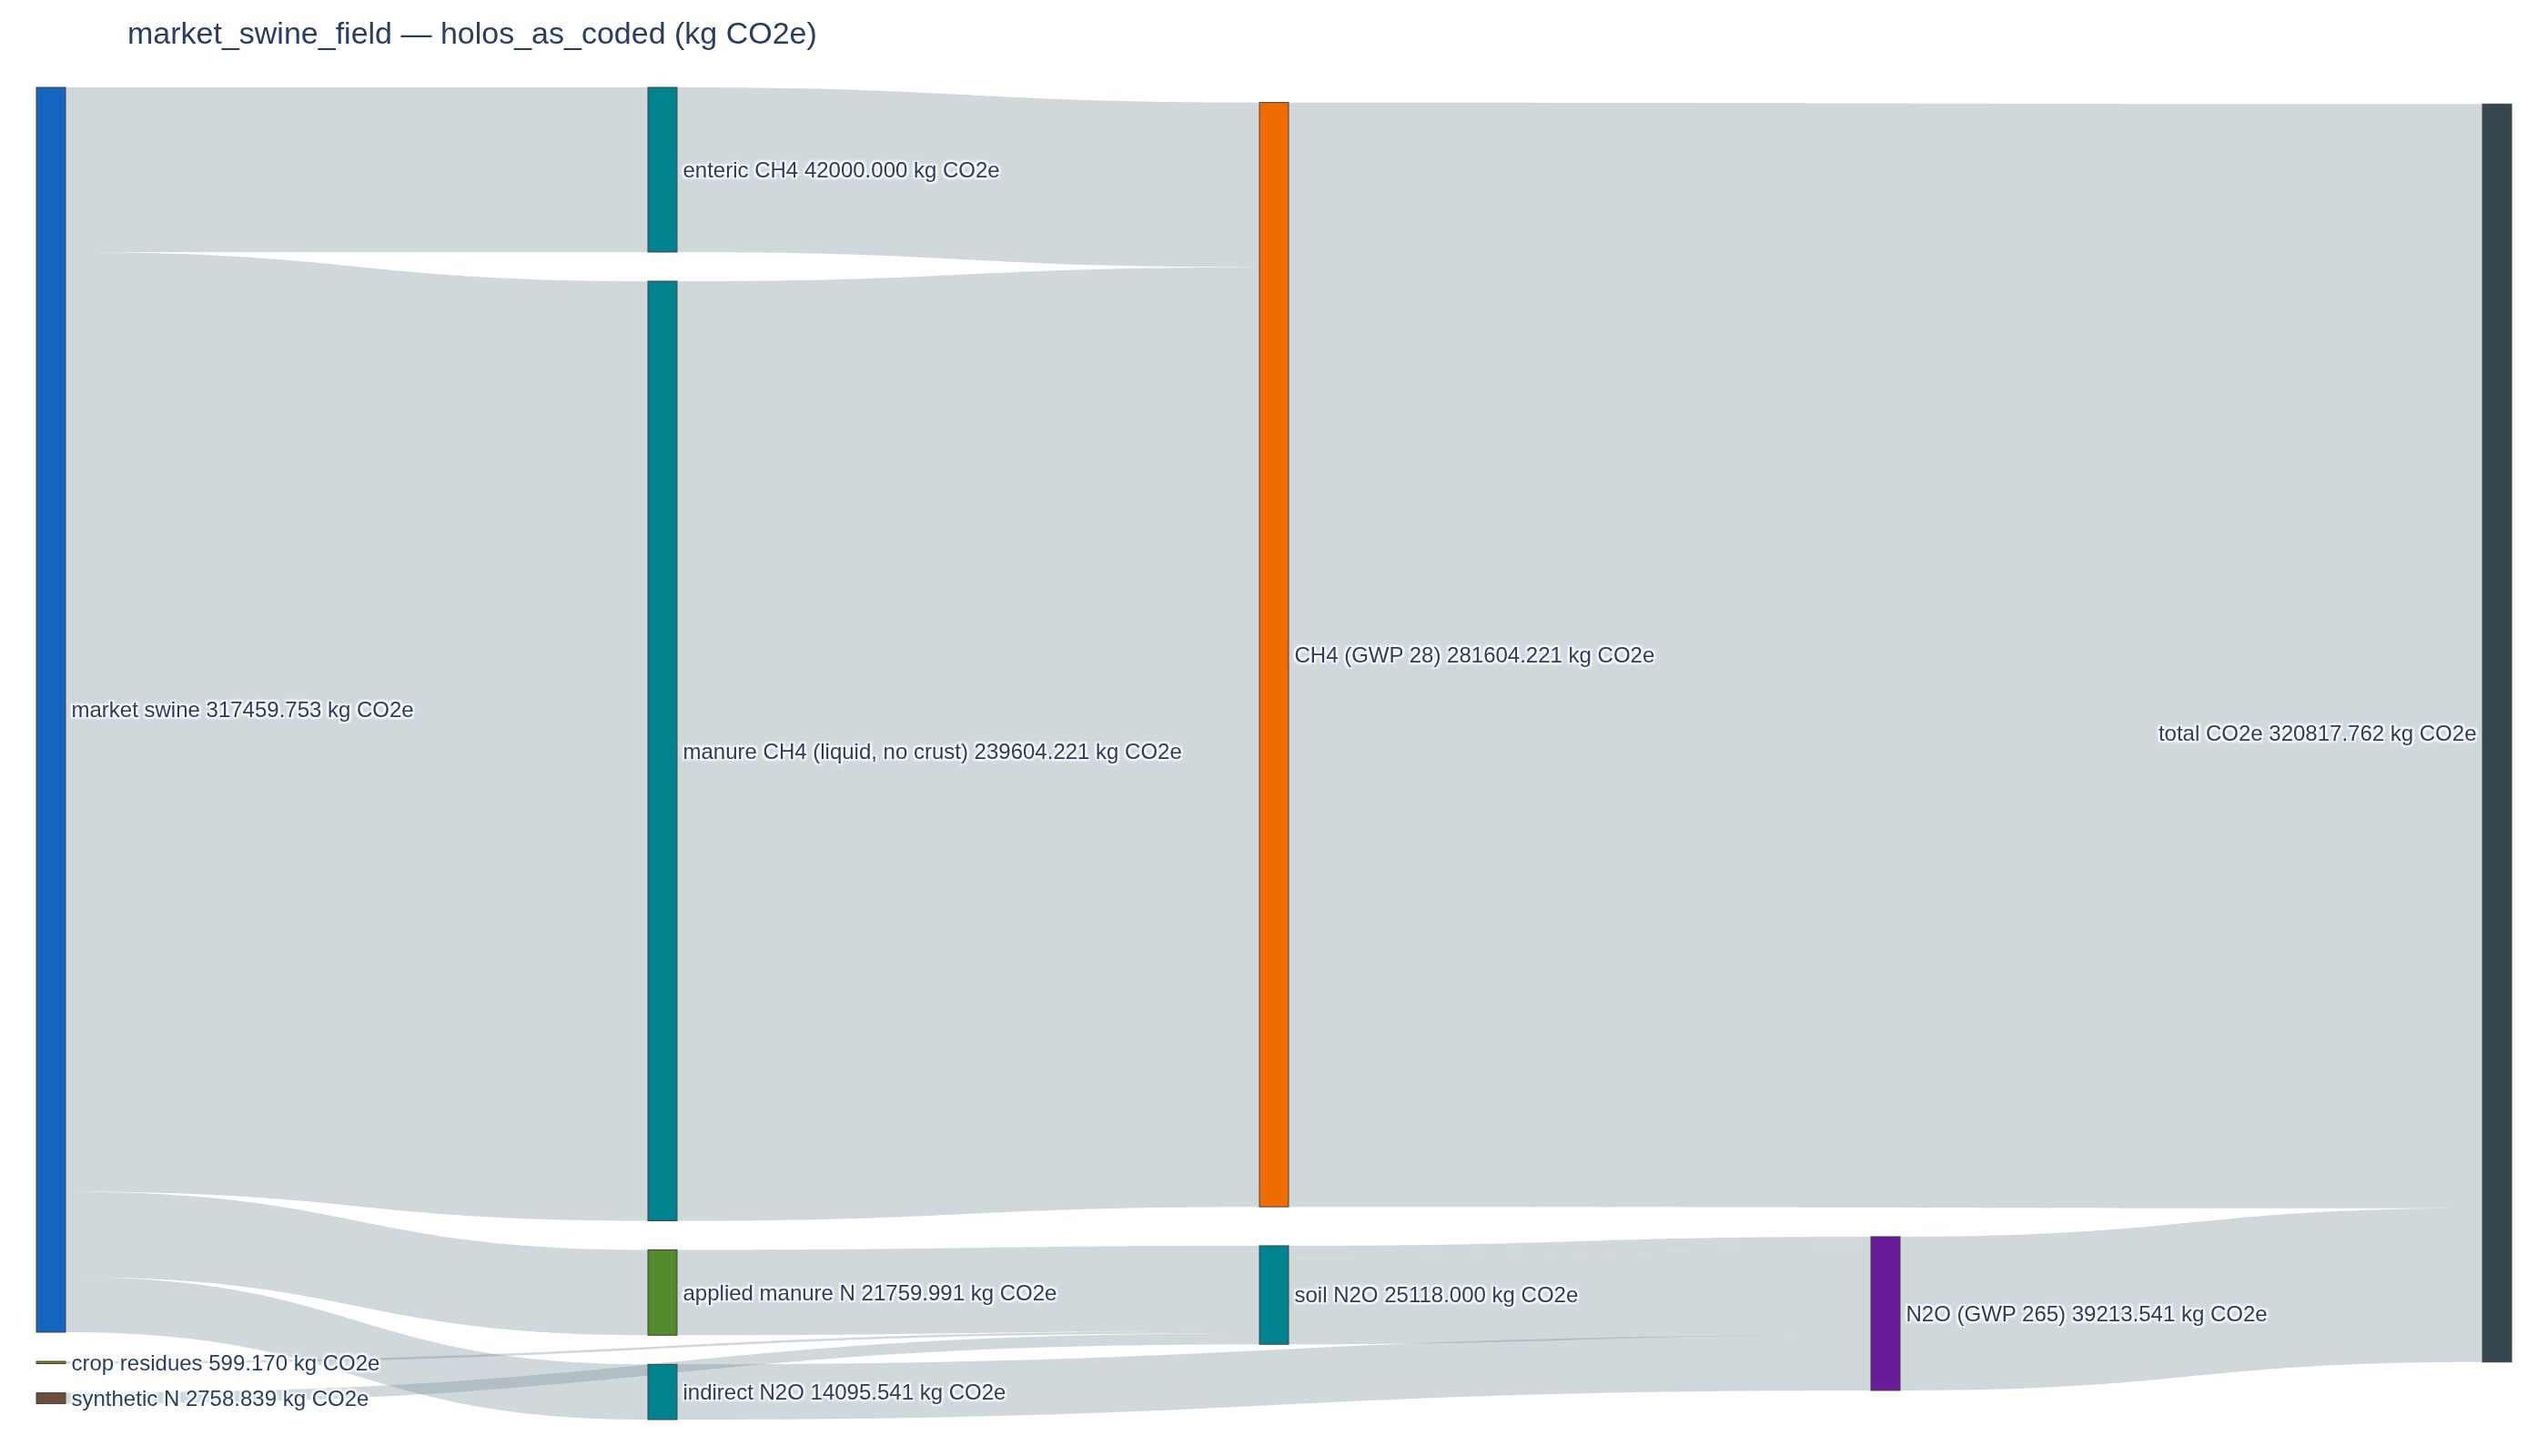 market_swine_field — holos_as_coded (kg CO2e)
enteric CH4 42000.000 kg CO2e
CH4 (GWP 28) 281604.221 kg CO2e
market swine 317459.753 kg CO2e
total CO2e 320817.762 kg CO2e
manure CH4 (liquid, no crust) 239604.221 kg CO2e
applied manure N 21759.991 kg CO2e
soil N2O 25118.000 kg CO2e
N2O (GWP 265) 39213.541 kg CO2e
crop residues 599.170 kg CO2e
indirect N2O 14095.541 kg CO2e
synthetic N 2758.839 kg CO2e